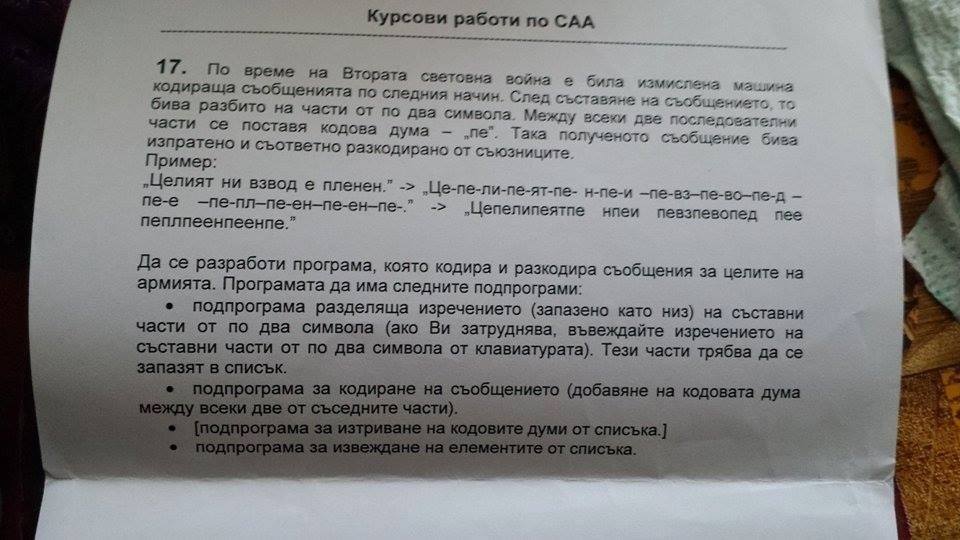 Курсови работи по САА
17. По време на Втората световна война е била измислена машина
кодираща съобщенията по следния начин. След съставяне на съобщението, то
бива разбито на части от по два символа. Между всеки две последователни
части се поставя кодова дума – „пе”. Така полученото съобщение бива
изпратено и съответно разкодирано от съюзниците.
Пример:
„Целият ни взвод е пленен.” -> „Це-пе-ли-пе-ят-пе- н-пе-и –пе-вз–пе-во–пе-д –
пе-е –пе-пл–пе-ен–пе-ен–пе-.” -> „Цепелипеятпе нпеи певзпевопед пее
пеплпеенпеенпе.”
Да се разработи програма, която кодира и разкодира съобщения за целите на
армията. Програмата да има следните подпрограми:
• подпрограма разделяща изречението (запазено като низ) на съставни
части от по два символа (ако Ви затруднява, въвеждайте изречението на
съставни части от по два символа от клавиатурата). Тези части трябва да се
запазят в списък.
• подпрограма за кодиране на съобщението (добавяне на кодовата дума
между всеки две от съседните части).
• [подпрограма за изтриване на кодовите думи от списъка.]
• подпрограма за извеждане на елементите от списъка.